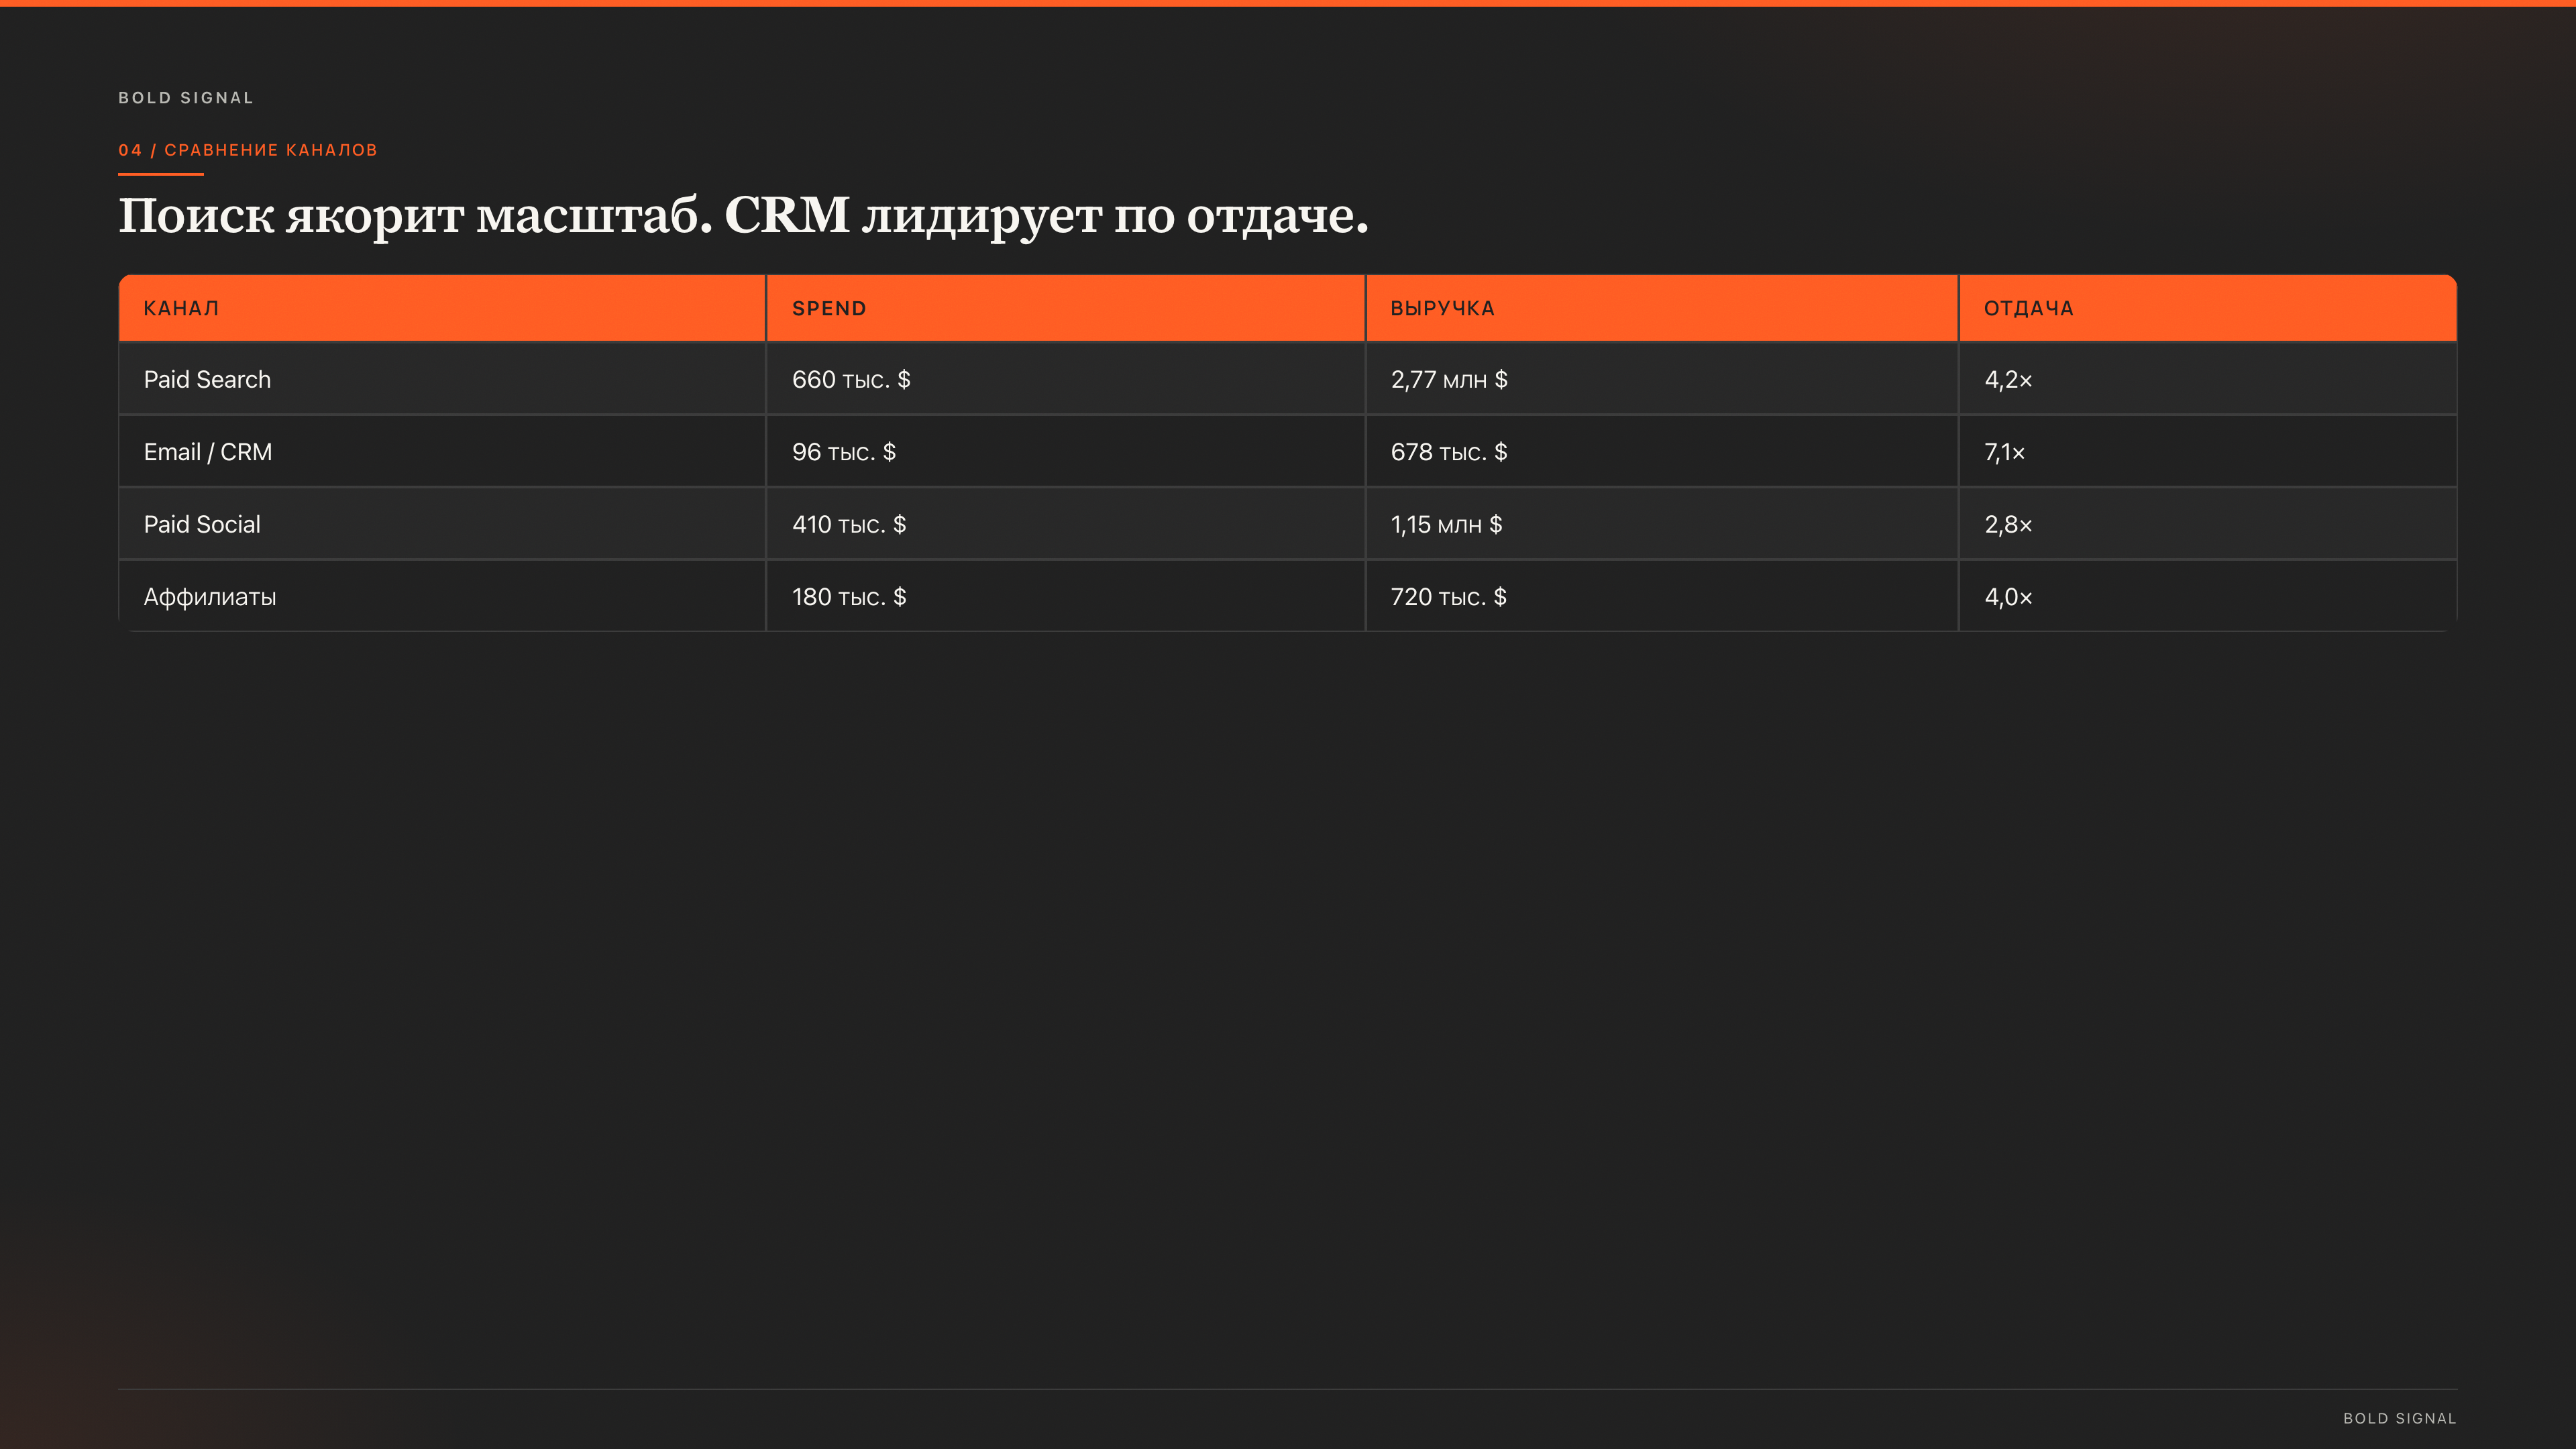 BOLD SIGNAL
04 / СРАВНЕНИЕ КАНАЛОВ
Поиск якорит масштаб. CRM лидирует по отдаче.
КАНАЛ SPEND ВЫРУЧКА ОТДАЧА
Paid Search 660 тыс. $ 2,77 млн $ 4,2×
Email / CRM 96 тыс. $ 678 тыс. $ 7,1×
Paid Social 410 тыс. $ 1,15 млн $ 2,8×
Аффилиаты 180 тыс. $ 720 тыс. $ 4,0×
BOLD SIGNAL